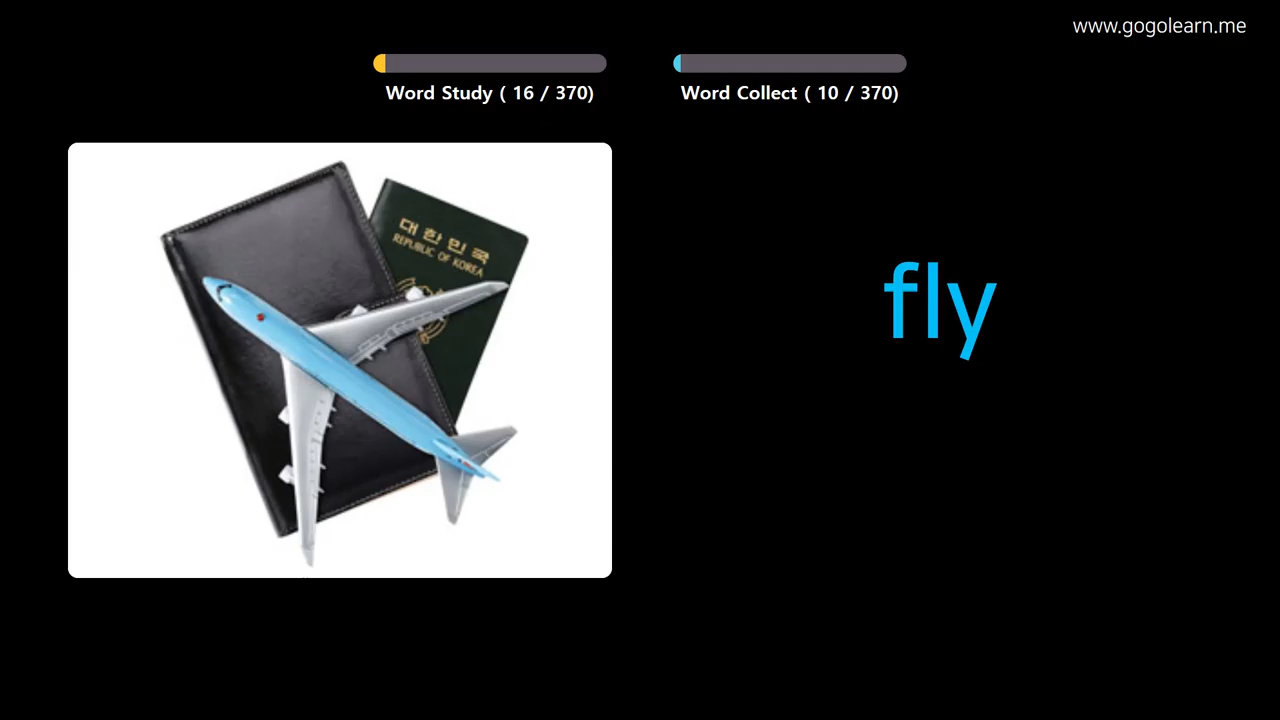 www.gogolearn.me
Word Study ( 16 / 370)
Word Collect ( 10 / 370)
대한민국
REPUBLIC OF KOREA
fly